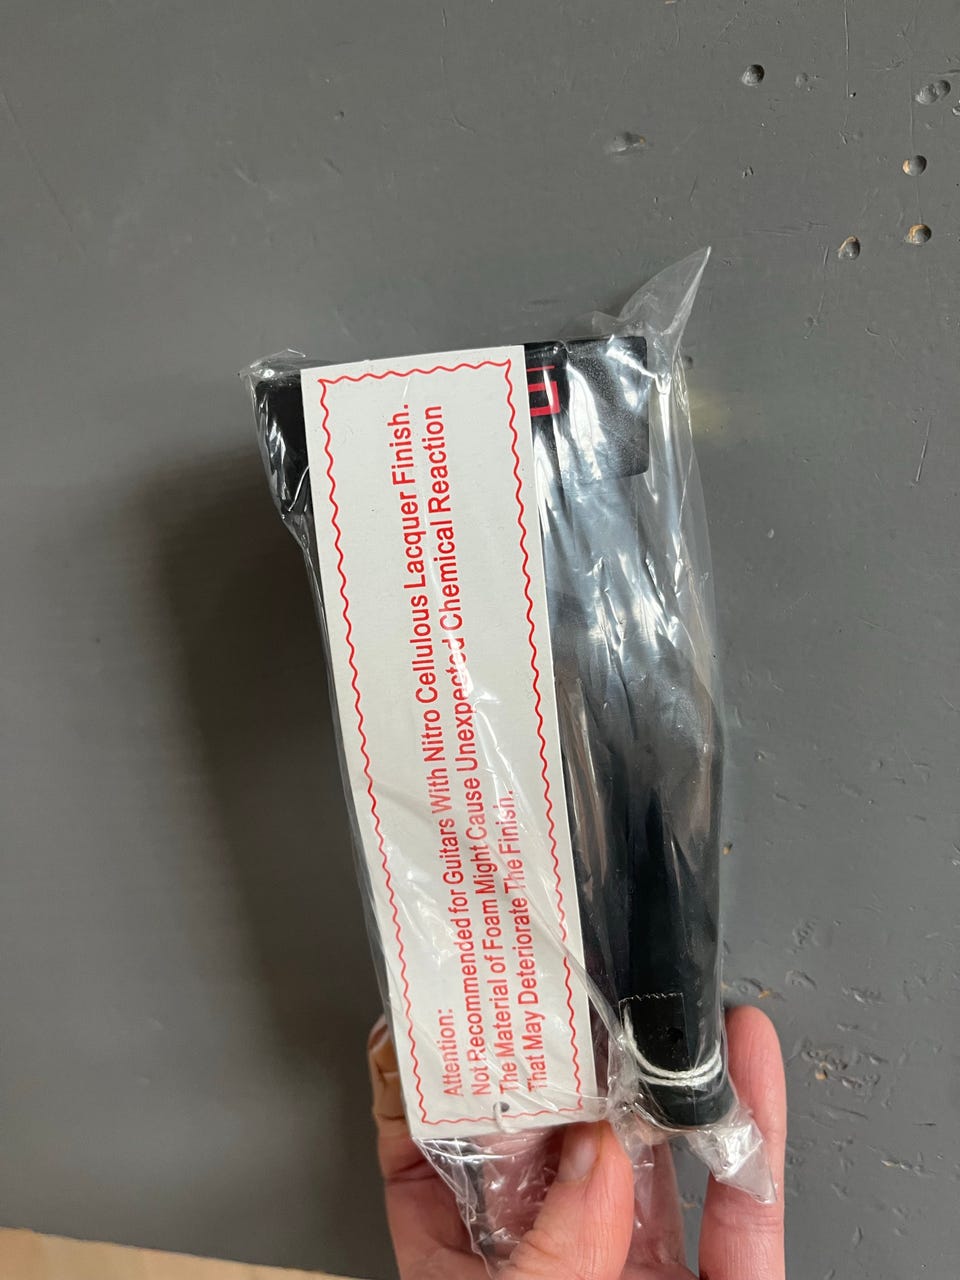 Attention:
Not Recommended for Guitars With Nitro Cellulous Lacquer Finish.
The Material of Foam Might Cause Unexpected Chemical Reaction
That May Deteriorate The Finish.